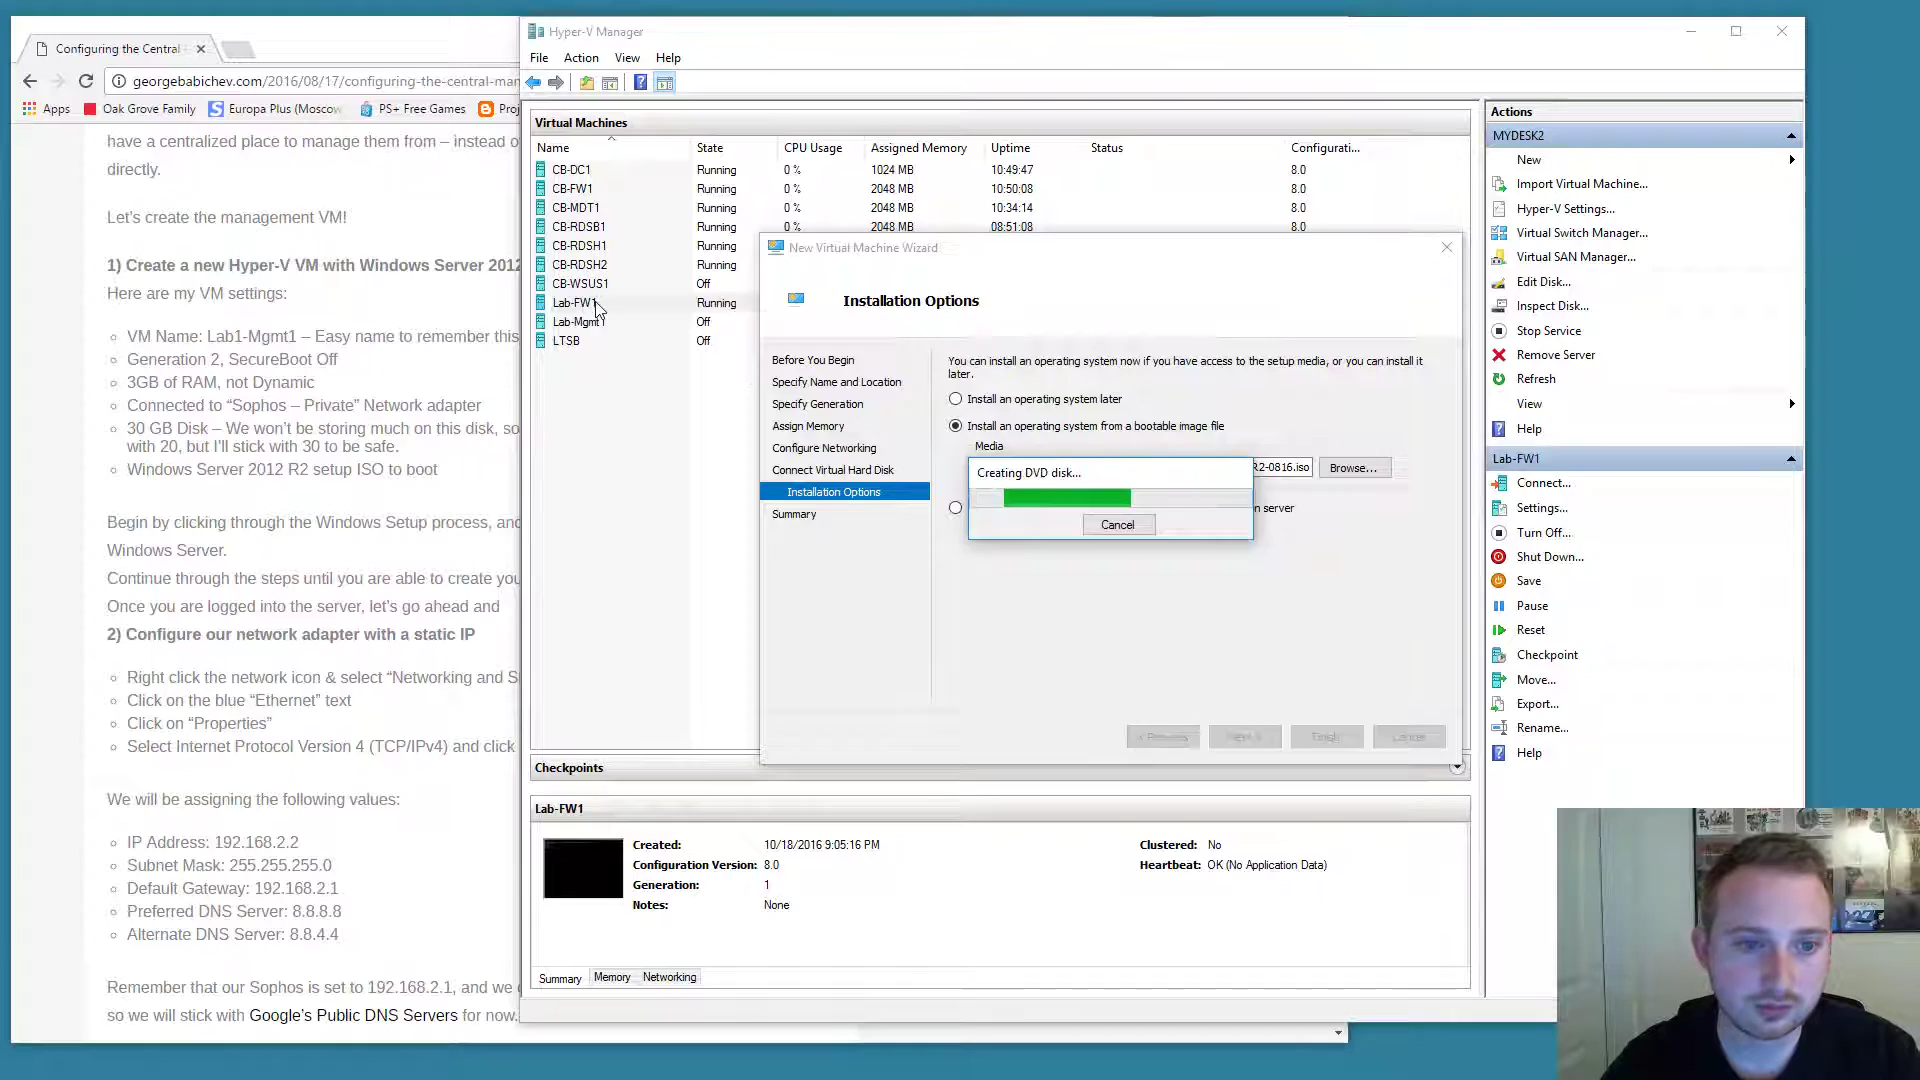 Configuring the Central
georgebabichev.com/2016/08/17/configuring-the-central-man
Apps
Oak Grove Family
Europa Plus (Moscow
PS+ Free Games
Proj
have a centralized place to manage them from – instead o
directly.
Let's create the management VM!
1) Create a new Hyper-V VM with Windows Server 2012
Here are my VM settings:
VM Name: Lab1-Mgmt1 – Easy name to remember this
Generation 2, SecureBoot Off
3GB of RAM, not Dynamic
Connected to “Sophos – Private” Network adapter
30 GB Disk – We won't be storing much on this disk, so
with 20, but I'll stick with 30 to be safe.
Windows Server 2012 R2 setup ISO to boot
Begin by clicking through the Windows Setup process, and
Windows Server.
Continue through the steps until you are able to create you
Once you are logged into the server, let's go ahead and
2) Configure our network adapter with a static IP
Right click the network icon & select “Networking and S
Click on the blue “Ethernet” text
Click on “Properties”
Select Internet Protocol Version 4 (TCP/IPv4) and click
We will be assigning the following values:
IP Address: 192.168.2.2
Subnet Mask: 255.255.255.0
Default Gateway: 192.168.2.1
Preferred DNS Server: 8.8.8.8
Alternate DNS Server: 8.8.4.4
Remember that our Sophos is set to 192.168.2.1, and we
so we will stick with Google's Public DNS Servers for now.
Hyper-V Manager
File Action View Help
Virtual Machines
Name State CPU Usage Assigned Memory Uptime Status Configurati...
CB-DC1 Running 0 % 1024 MB 10:49:47 8.0
CB-FW1 Running 0 % 2048 MB 10:50:08 8.0
CB-MDT1 Running 0 % 2048 MB 10:34:14 8.0
CB-RDSB1 Running 0 % 2048 MB 08:51:08 8.0
CB-RDSH1 Running
CB-RDSH2 Running
CB-WSUS1 Off
Lab-FW1 Running
Lab-Mgmt1 Off
LTSB Off
New Virtual Machine Wizard
Installation Options
Before You Begin
Specify Name and Location
Specify Generation
Assign Memory
Configure Networking
Connect Virtual Hard Disk
Installation Options
Summary
You can install an operating system now if you have access to the setup media, or you can install it
later.
Install an operating system later
Install an operating system from a bootable image file
Media
R2-0816.iso Browse...
n server
Creating DVD disk...
Cancel
< Previous Next > Finish Cancel
Checkpoints
Lab-FW1
Created: 10/18/2016 9:05:16 PM Clustered: No
Configuration Version: 8.0 Heartbeat: OK (No Application Data)
Generation: 1
Notes: None
Summary Memory Networking
Actions
MYDESK2
New
Import Virtual Machine...
Hyper-V Settings...
Virtual Switch Manager...
Virtual SAN Manager...
Edit Disk...
Inspect Disk...
Stop Service
Remove Server
Refresh
View
Help
Lab-FW1
Connect...
Settings...
Turn Off...
Shut Down...
Save
Pause
Reset
Checkpoint
Move...
Export...
Rename...
Help